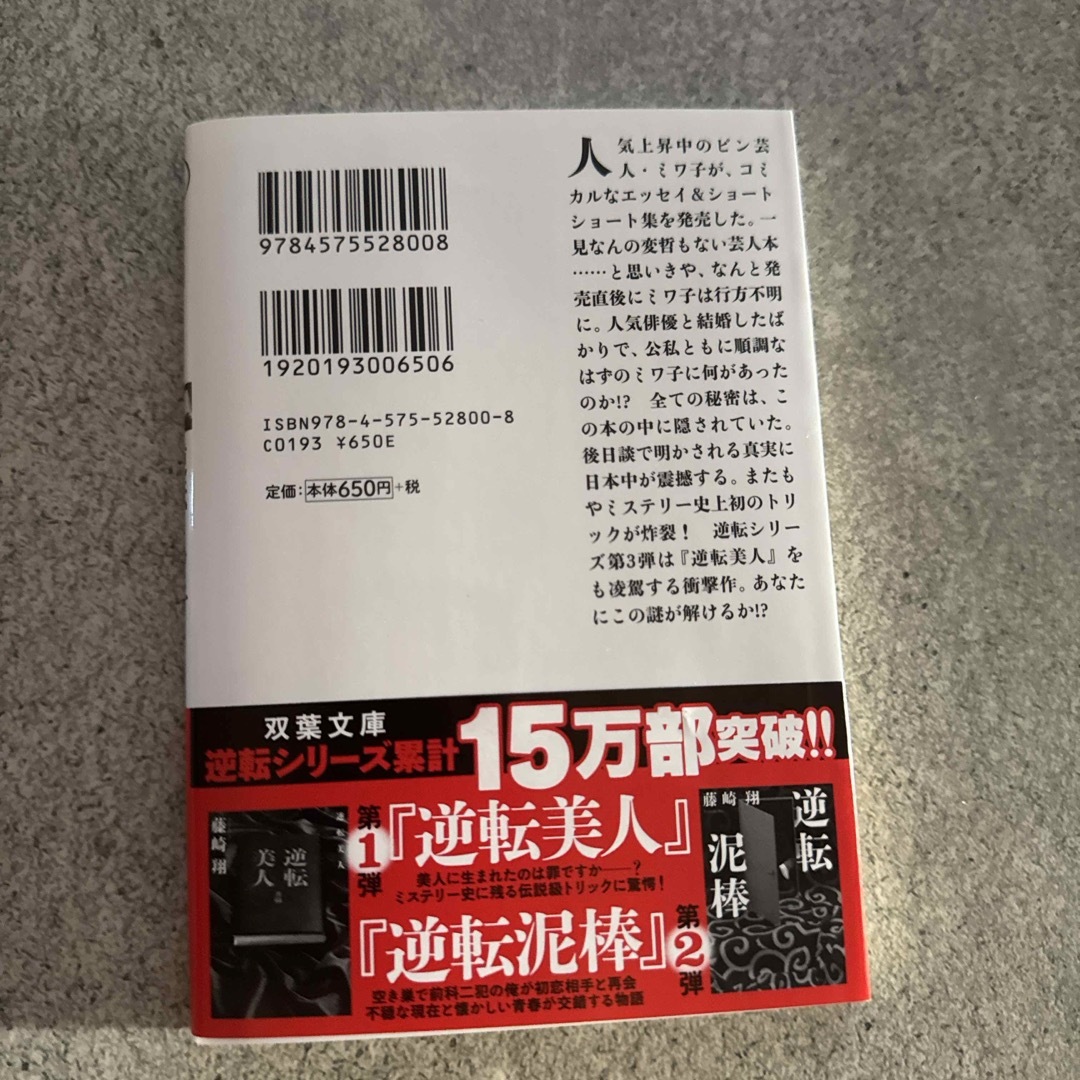 9784575528008
1920193006506
ISBN978-4-575-52800-8
C0193 ¥650E
定価：本体650円+税
人気上昇中のピン芸
人・ミワ子が、コミ
カルなエッセイ＆ショート
ショート集を発売した。一
見なんの変哲もない芸人本
……と思いきや、なんと発
売直後にミワ子は行方不明
に。人気俳優と結婚したば
かりで、公私ともに順調な
はずのミワ子に何があった
のか!?　全ての秘密は、こ
の本の中に隠されていた。
後日談で明かされる真実に
日本中が震撼する。またも
やミステリー史上初のトリ
ックが炸裂！　逆転シリー
ズ第3弾は『逆転美人』を
も凌駕する衝撃作。あなた
にこの謎が解けるか!?
双葉文庫
逆転シリーズ累計
15万部突破!!
藤崎翔
逆転美人
逆転
美人
第1弾
『逆転美人』
美人に生まれたのは罪ですか――？
ミステリー史に残る伝説級トリックに驚愕！
『逆転泥棒』
第2弾
空き巣で前科二犯の俺が初恋相手と再会
不穏な現在と懐かしい青春が交錯する物語
藤崎翔
逆転
泥棒